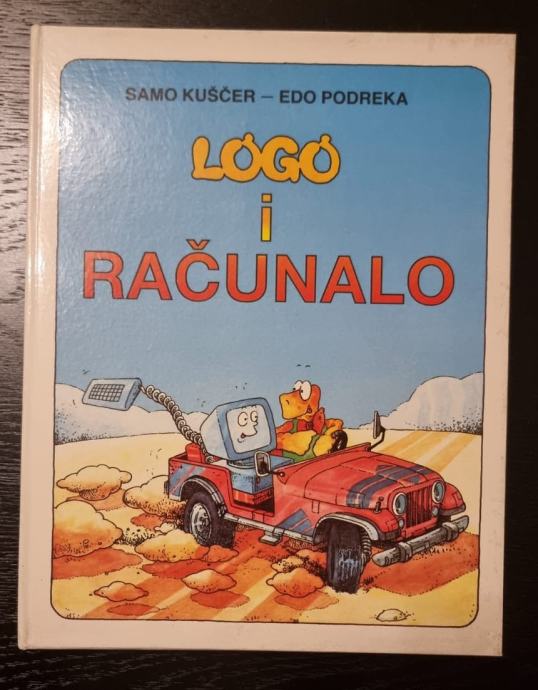 SAMO KUŠČER – EDO PODREKA
LOGO
i
RAČUNALO